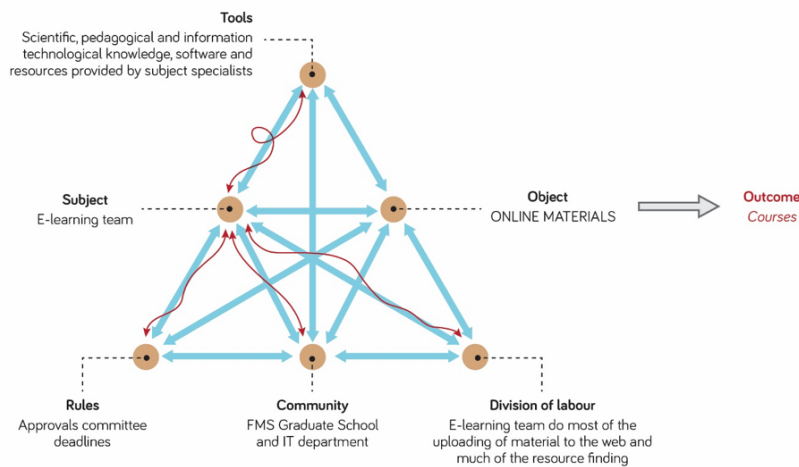 Tools
Scientific, pedagogical and information
technological knowledge, software and
resources provided by subject specialists
Subject
E-learning team
Object
ONLINE MATERIALS
Outcome
Courses
Rules
Approvals committee
deadlines
Community
FMS Graduate School
and IT department
Division of labour
E-learning team do most of the
uploading of material to the web and
much of the resource finding